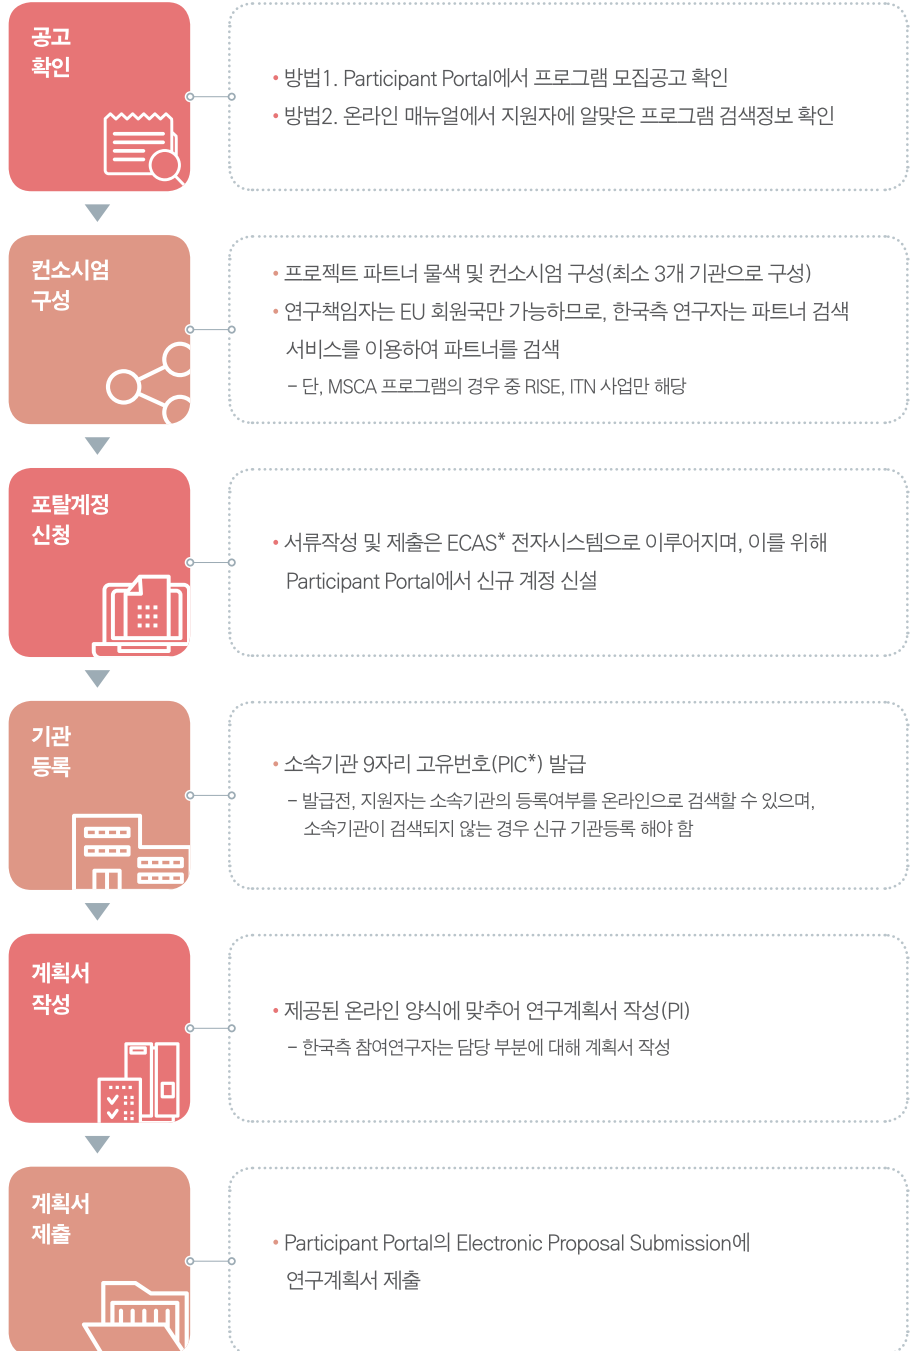 공고
확인
• 방법1. Participant Portal에서 프로그램 모집공고 확인
• 방법2. 온라인 매뉴얼에서 지원자에 알맞은 프로그램 검색정보 확인
컨소시엄
구성
• 프로젝트 파트너 물색 및 컨소시엄 구성(최소 3개 기관으로 구성)
• 연구책임자는 EU 회원국만 가능하므로, 한국측 연구자는 파트너 검색
서비스를 이용하여 파트너를 검색
- 단, MSCA 프로그램의 경우 중 RISE, ITN 사업만 해당
포탈계정
신청
• 서류작성 및 제출은 ECAS* 전자시스템으로 이루어지며, 이를 위해
Participant Portal에서 신규 계정 신설
기관
등록
• 소속기관 9자리 고유번호(PIC*) 발급
- 발급전, 지원자는 소속기관의 등록여부를 온라인으로 검색할 수 있으며,
소속기관이 검색되지 않는 경우 신규 기관등록 해야 함
계획서
작성
• 제공된 온라인 양식에 맞추어 연구계획서 작성(PI)
- 한국측 참여연구자는 담당 부분에 대해 계획서 작성
계획서
제출
• Participant Portal의 Electronic Proposal Submission에
연구계획서 제출